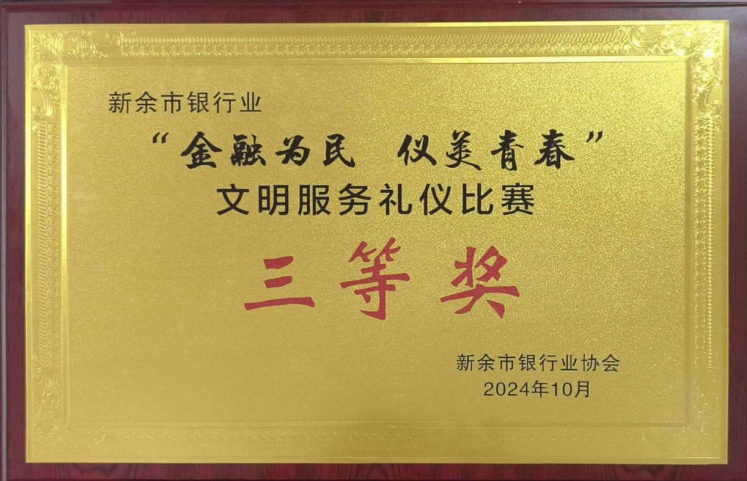 新余市银行业
“金融为民 仪美青春”
文明服务礼仪比赛
三等奖
新余市银行业协会
2024年10月